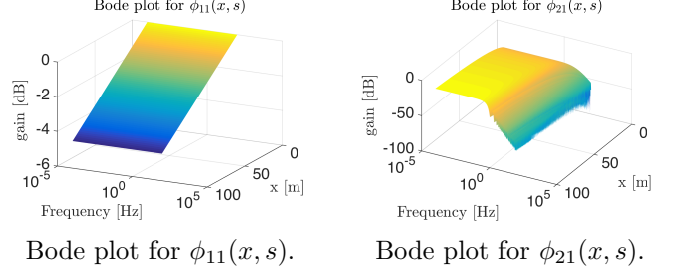 Bode plot for ϕ₁₁(x, s)
0
-2
-4
-6
gain [dB]
10⁻⁵
10⁰
10⁵
Frequency [Hz]
0
50
100
x [m]
Bode plot for ϕ₂₁(x, s)
0
-50
-100
gain [dB]
10⁻⁵
10⁰
10⁵
Frequency [Hz]
0
50
100
x [m]
Bode plot for ϕ₁₁(x, s).
Bode plot for ϕ₂₁(x, s).